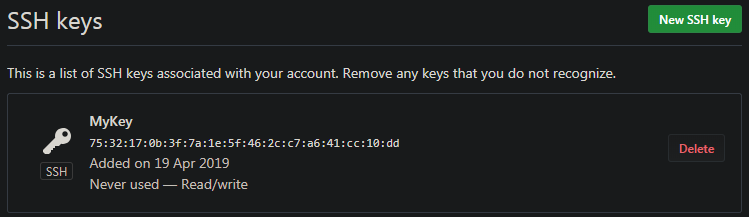 SSH keys
New SSH key
This is a list of SSH keys associated with your account. Remove any keys that you do not recognize.
MyKey
75:32:17:0b:3f:7a:1e:5f:46:2c:c7:a6:41:cc:10:dd
SSH
Added on 19 Apr 2019
Never used — Read/write
Delete